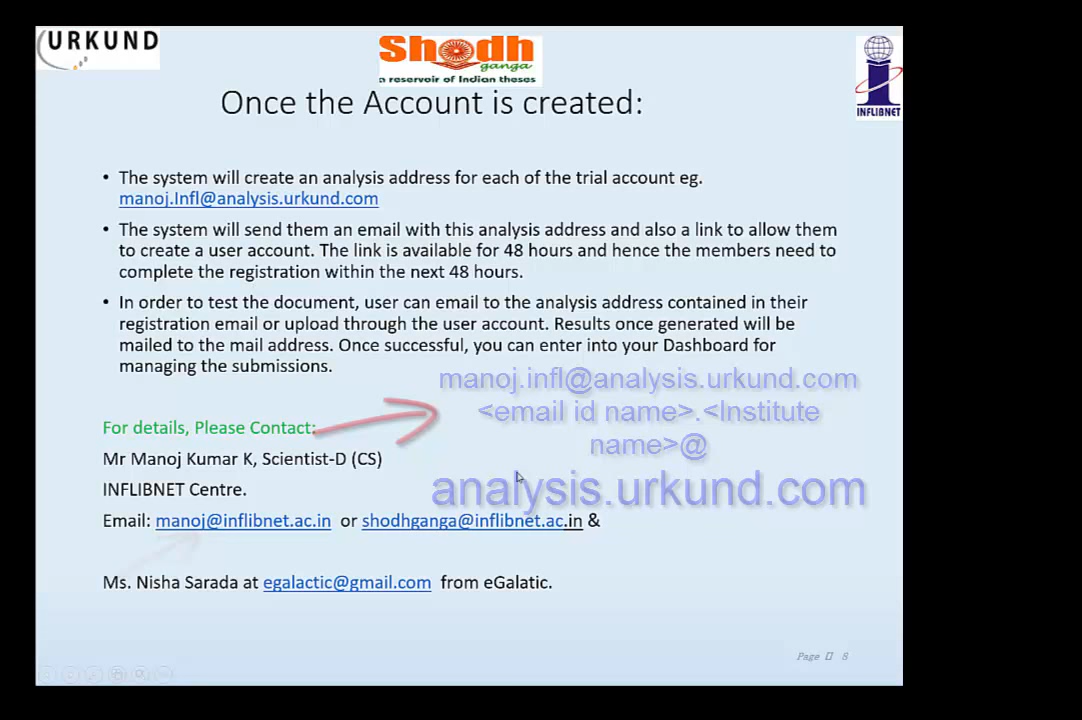 URKUND
Shodh
ganga
a reservoir of Indian theses
INFLIBNET
Once the Account is created:
• The system will create an analysis address for each of the trial account eg.
manoj.Infl@analysis.urkund.com
• The system will send them an email with this analysis address and also a link to allow them
to create a user account. The link is available for 48 hours and hence the members need to
complete the registration within the next 48 hours.
• In order to test the document, user can email to the analysis address contained in their
registration email or upload through the user account. Results once generated will be
mailed to the mail address. Once successful, you can enter into your Dashboard for
managing the submissions.
manoj.infl@analysis.urkund.com
<email id name>.<Institute
name>@
analysis.urkund.com
For details, Please Contact:
Mr Manoj Kumar K, Scientist-D (CS)
INFLIBNET Centre.
Email: manoj@inflibnet.ac.in or shodhganga@inflibnet.ac.in &
Ms. Nisha Sarada at egalactic@gmail.com from eGalatic.
Page 8